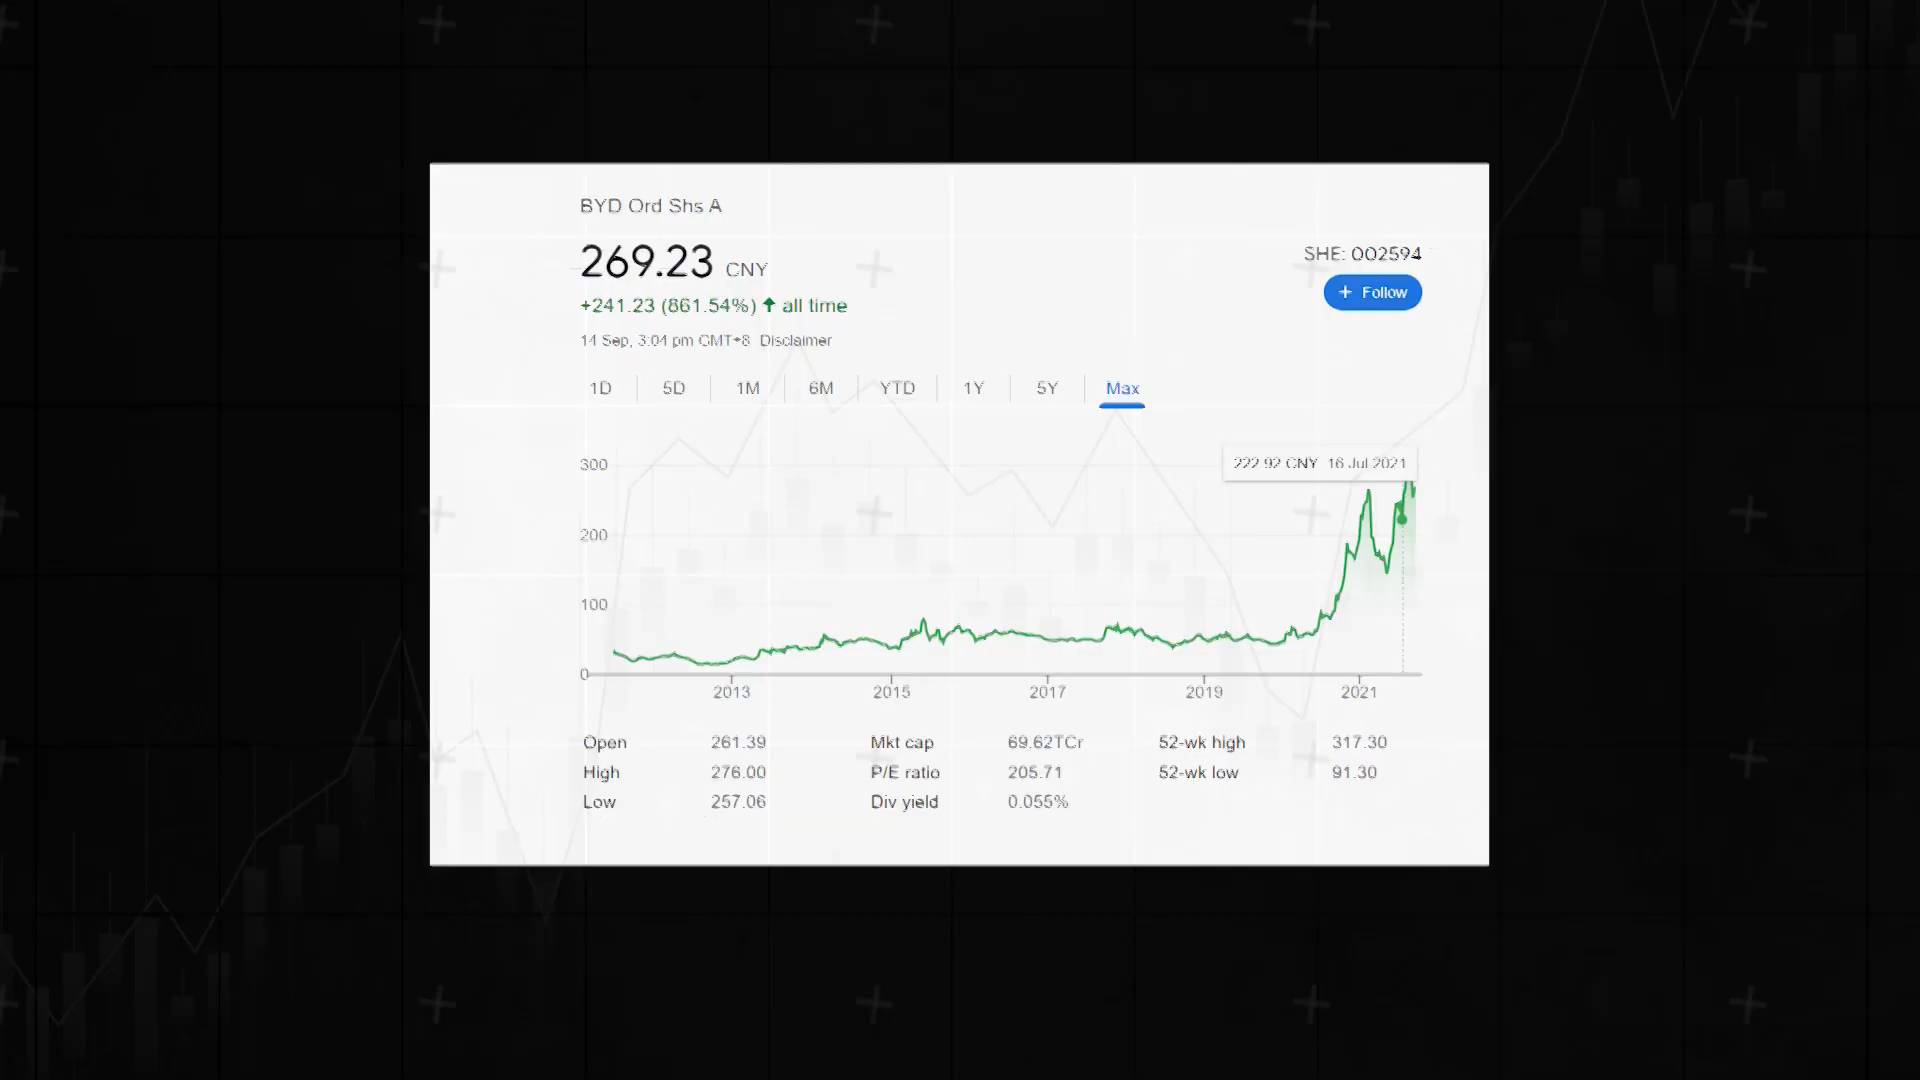 BYD Ord Shs A
269.23 CNY
+241.23 (861.54%) ↑ all time
14 Sep, 3:04 pm GMT+8 Disclaimer
SHE: 002594
+ Follow
1D 5D 1M 6M YTD 1Y 5Y Max
222.92 CNY 16 Jul 2021
300
200
100
0
2013 2015 2017 2019 2021
Open 261.39 Mkt cap 69.62TCr 52-wk high 317.30
High 276.00 P/E ratio 205.71 52-wk low 91.30
Low 257.06 Div yield 0.055%